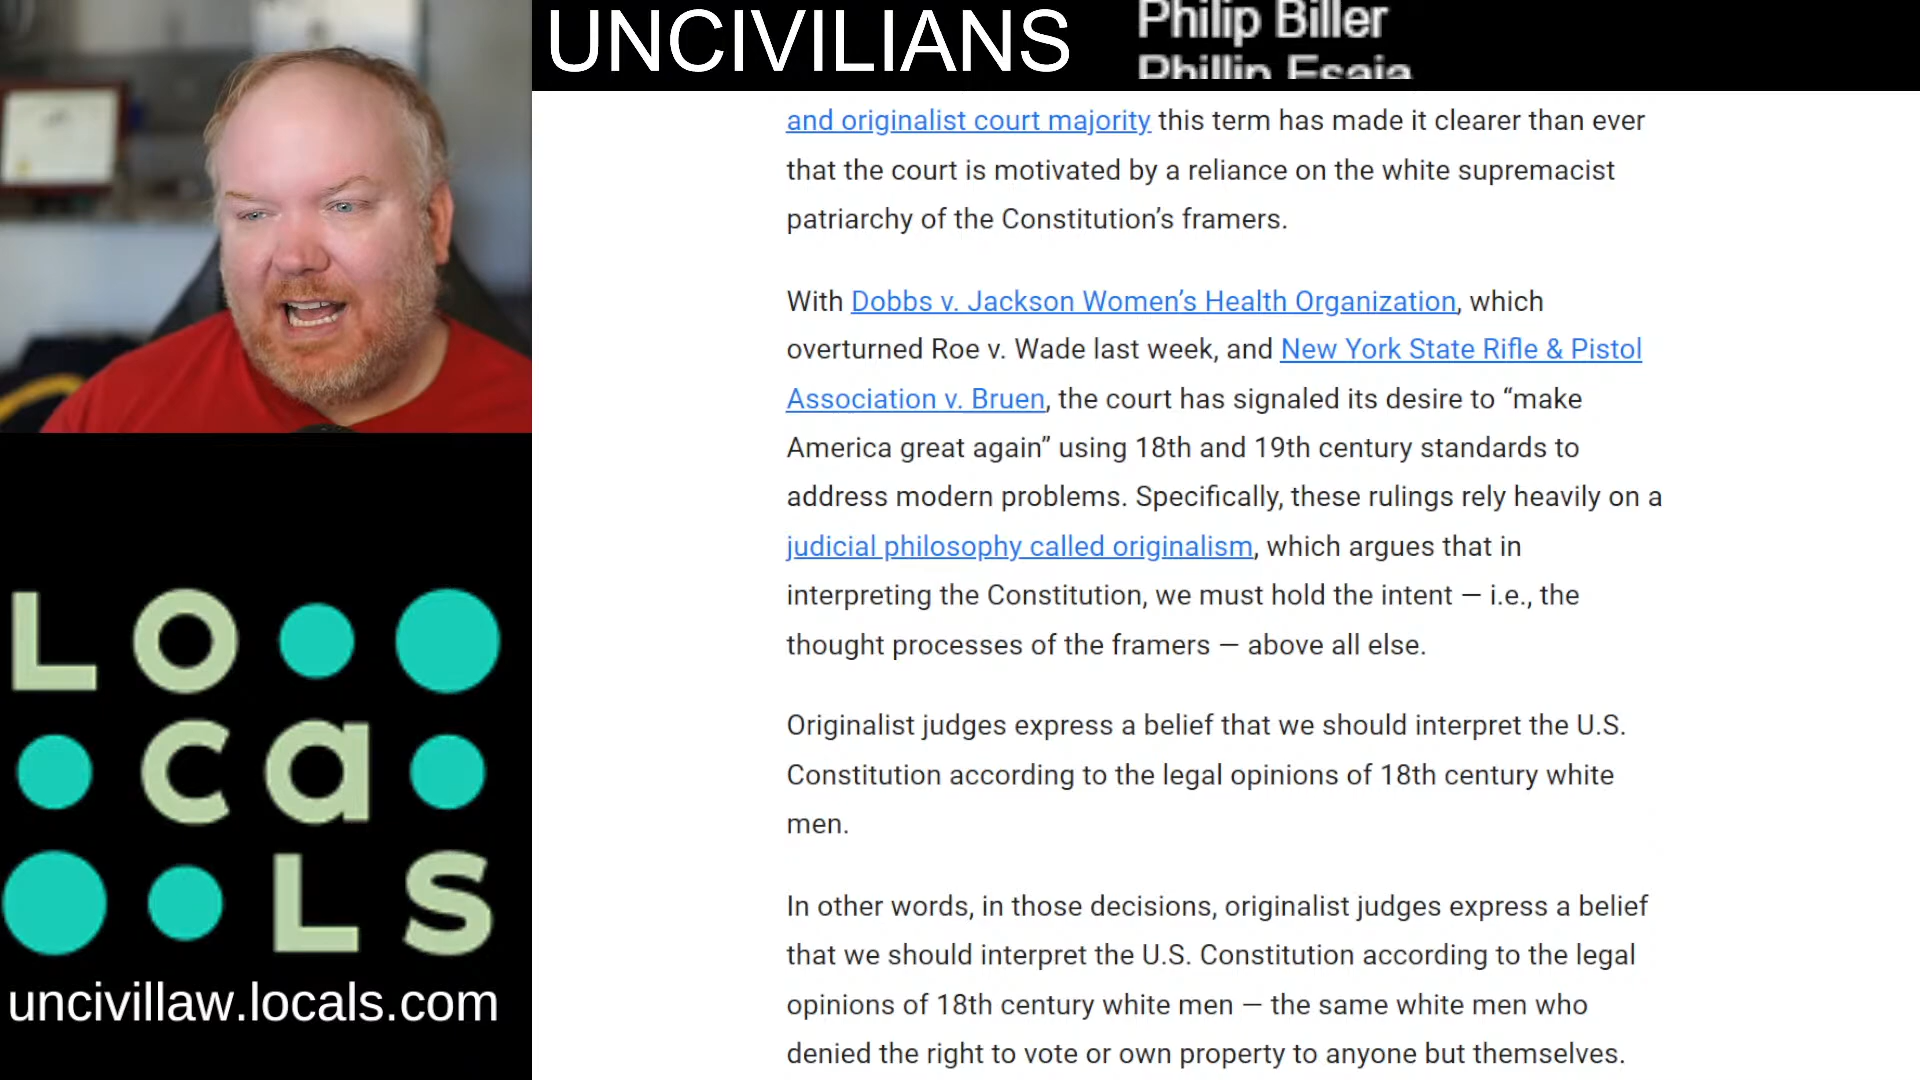 UNCIVILIANS
Philip Biller
Phillip Esaia
and originalist court majority this term has made it clearer than ever
that the court is motivated by a reliance on the white supremacist
patriarchy of the Constitution’s framers.
With Dobbs v. Jackson Women’s Health Organization, which
overturned Roe v. Wade last week, and New York State Rifle & Pistol
Association v. Bruen, the court has signaled its desire to “make
America great again” using 18th and 19th century standards to
address modern problems. Specifically, these rulings rely heavily on a
judicial philosophy called originalism, which argues that in
interpreting the Constitution, we must hold the intent — i.e., the
thought processes of the framers — above all else.
Originalist judges express a belief that we should interpret the U.S.
Constitution according to the legal opinions of 18th century white
men.
In other words, in those decisions, originalist judges express a belief
that we should interpret the U.S. Constitution according to the legal
opinions of 18th century white men — the same white men who
denied the right to vote or own property to anyone but themselves.
LO
ca
LS
uncivillaw.locals.com